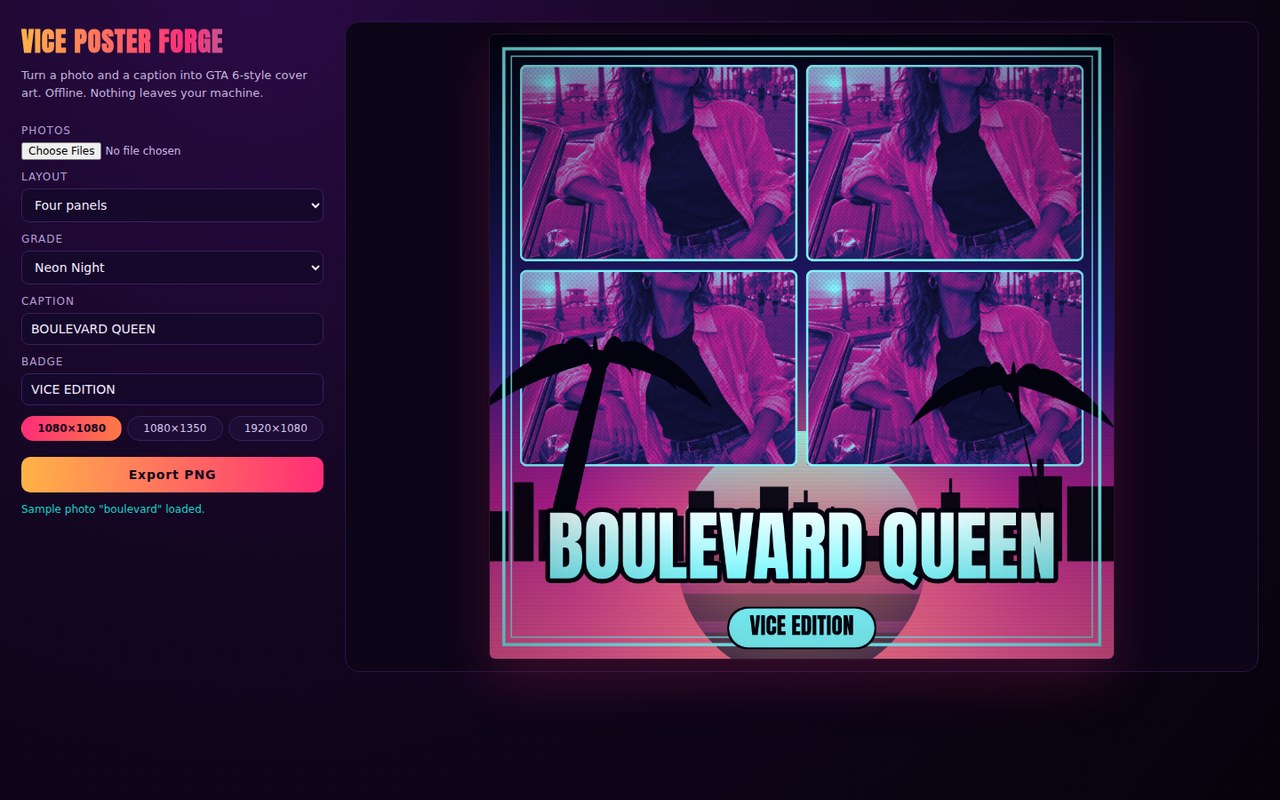 VICE POSTER FORGE
Turn a photo and a caption into GTA 6-style cover
art. Offline. Nothing leaves your machine.
PHOTOS
Choose Files No file chosen
LAYOUT
Four panels
GRADE
Neon Night
CAPTION
BOULEVARD QUEEN
BADGE
VICE EDITION
1080×1080 1080×1350 1920×1080
Export PNG
Sample photo "boulevard" loaded.
BOULEVARD QUEEN
VICE EDITION